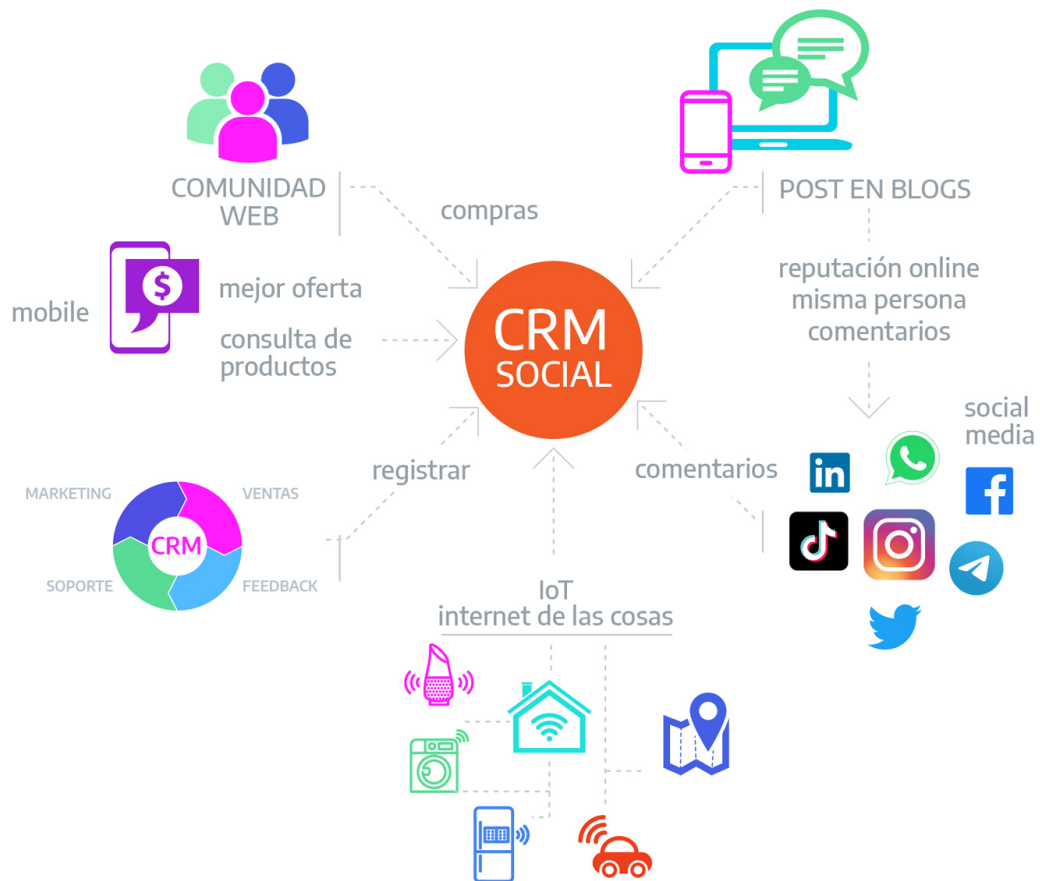 COMUNIDAD
WEB
POST EN BLOGS
compras
mobile
$
mejor oferta
consulta de
productos
CRM
SOCIAL
reputación online
misma persona
comentarios
social
media
registrar
comentarios
in
MARKETING
VENTAS
CRM
SOPORTE
FEEDBACK
IoT
internet de las cosas